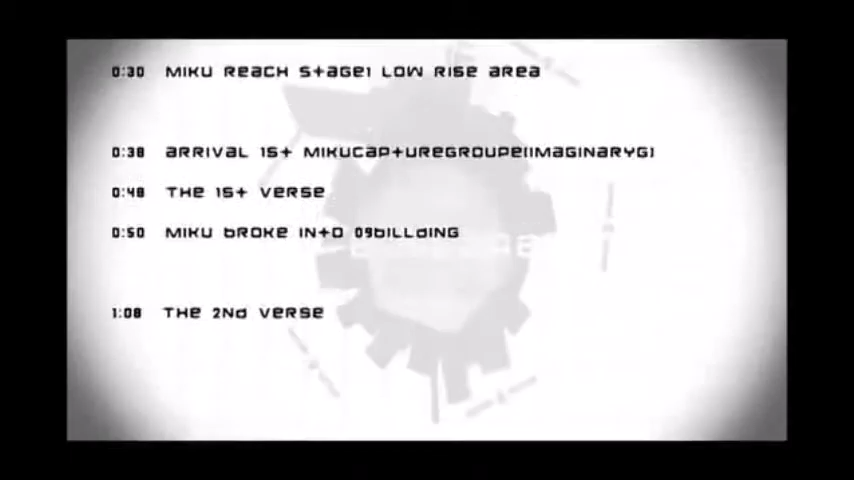 0:30 MIKU REACH STAGE1 LOW RISE AREA
0:38 ARRIVAL 1ST MIKUCAPTUREGROUPE[IMAGINARYG]
0:48 THE 1ST VERSE
0:50 MIKU BROKE INTO 09BILLDING
1:08 THE 2ND VERSE